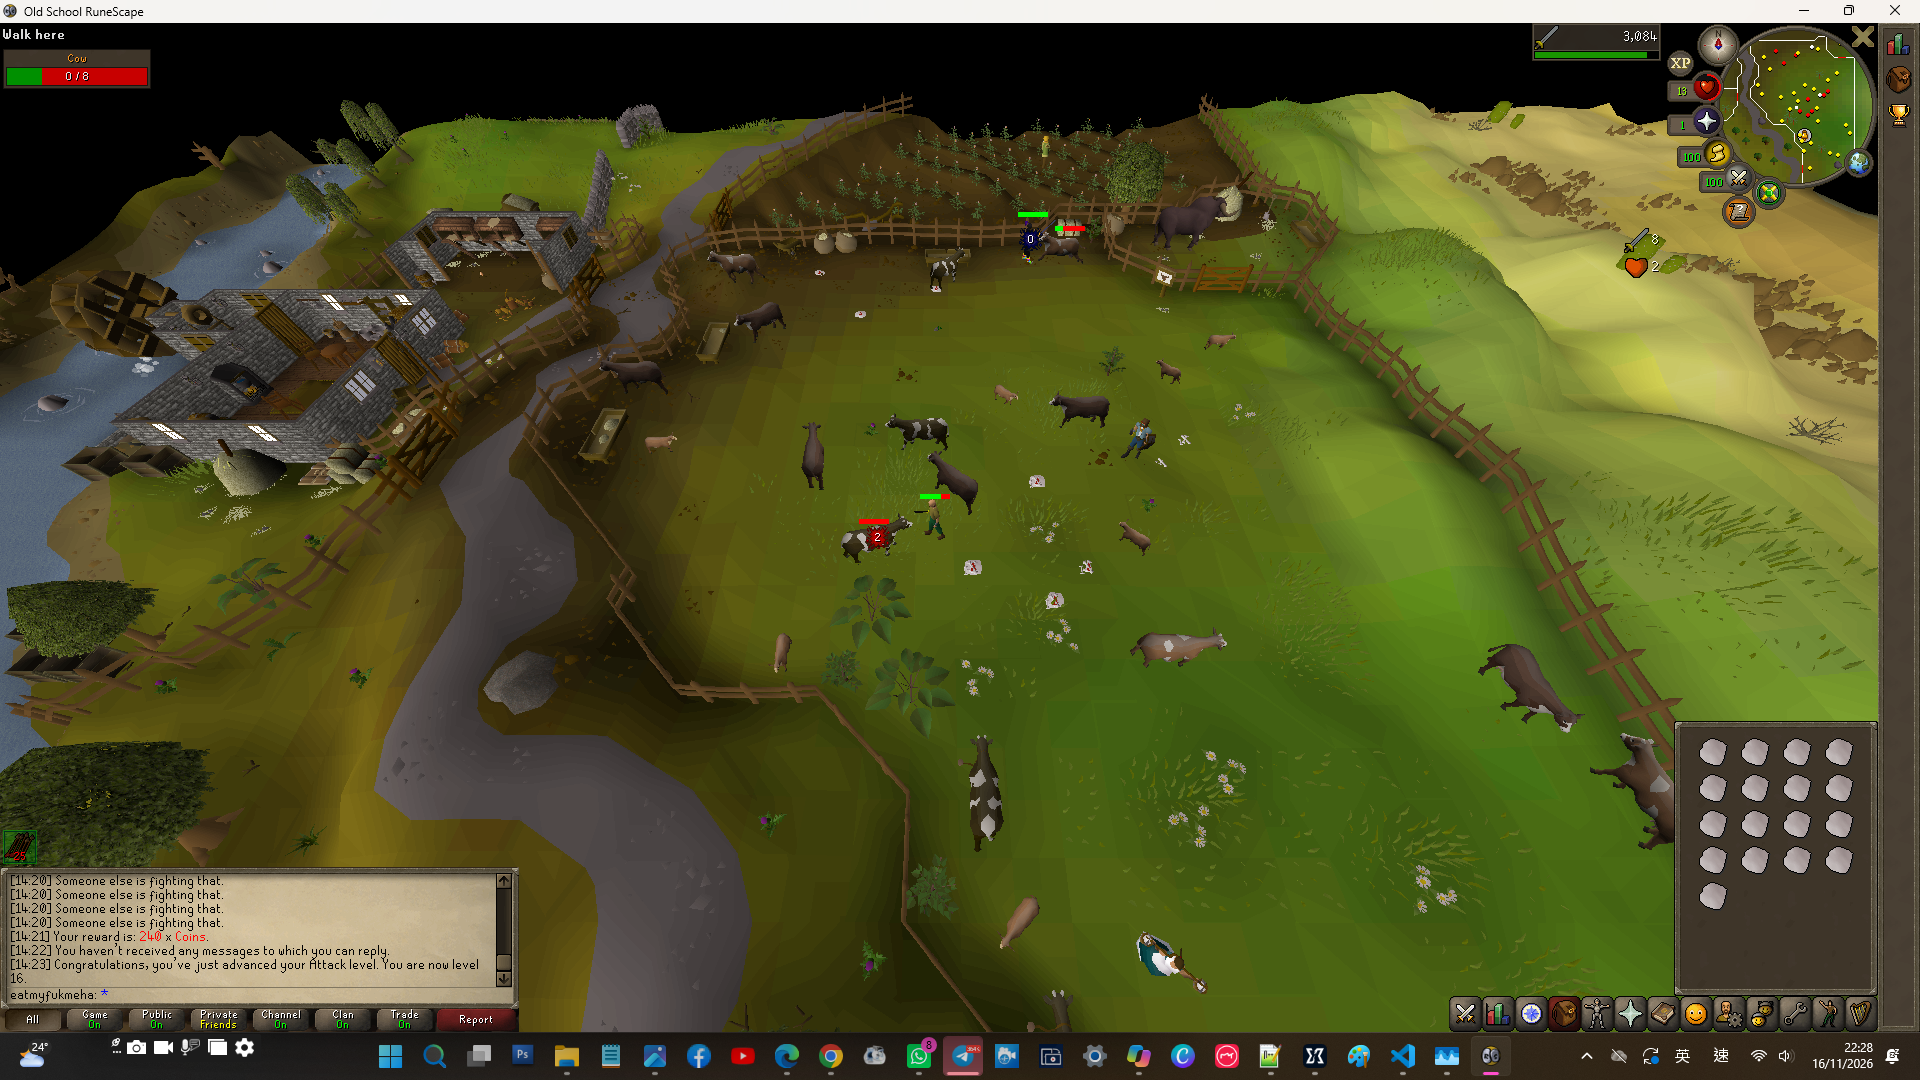 Old School RuneScape
Walk here
Cow
0 / 8
3,084
XP
N
13
1
100
100
8
2
0
2
~25
[14:20] Someone else is fighting that.
[14:20] Someone else is fighting that.
[14:20] Someone else is fighting that.
[14:20] Someone else is fighting that.
[14:21] Your reward is: 240 x Coins.
[14:22] You haven't received any messages to which you can reply.
[14:23] Congratulations, you've just advanced your Attack level. You are now level
16.
eatmyfukmeha: *
All
Game
On
Public
On
Private
Friends
Channel
On
Clan
On
Trade
On
Report
24°
Ps
8
英
速
22:28
16/11/2026